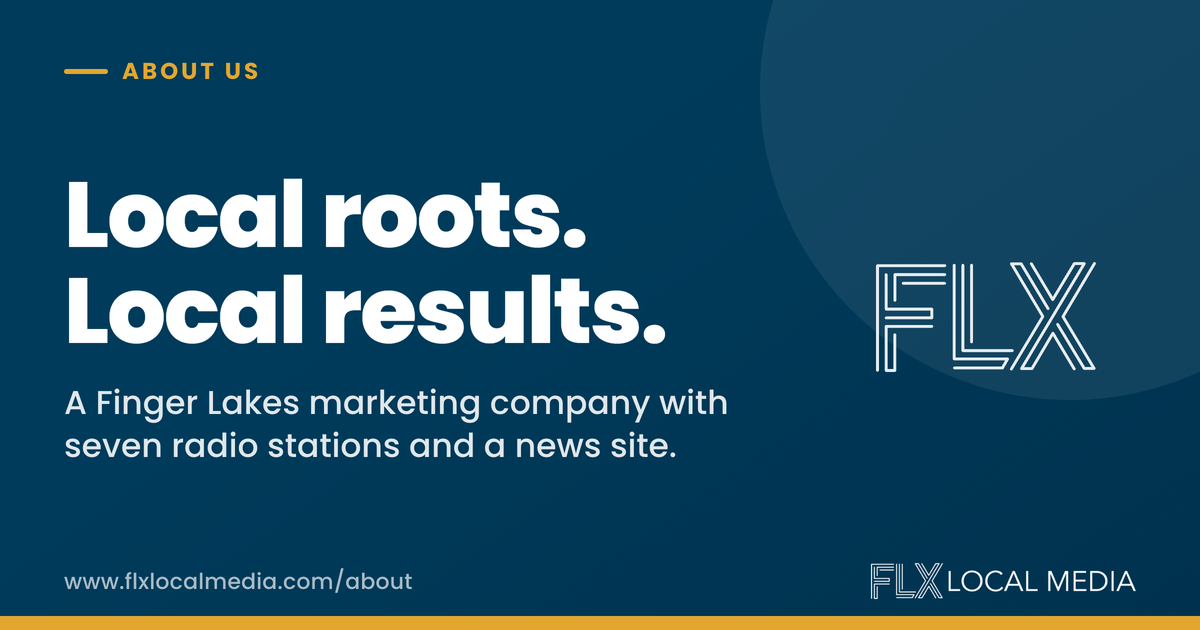 ABOUT US
Local roots.
Local results.
A Finger Lakes marketing company with
seven radio stations and a news site.
FLX
www.flxlocalmedia.com/about
FLX LOCAL MEDIA